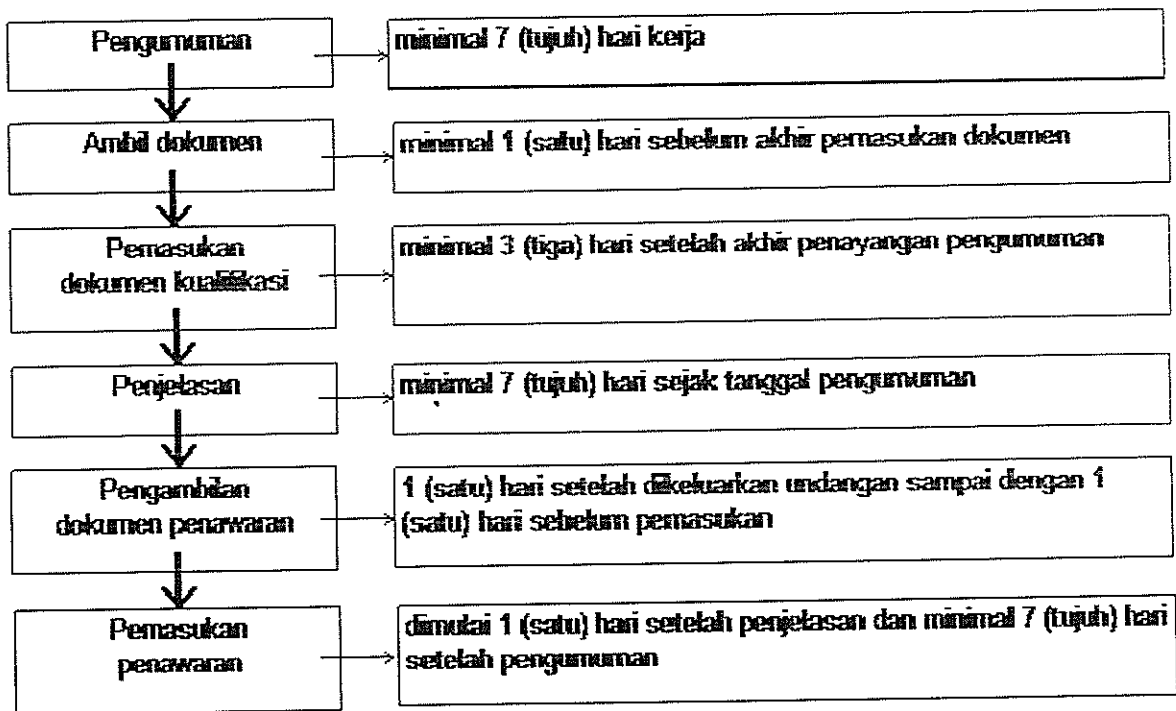 Pengumuman
minimal 7 (tujuh) hari kerja
Ambil dokumen
minimal 1 (satu) hari sebelum akhir pemasukan dokumen
Pemasukan
dokumen kualifikasi
minimal 3 (tiga) hari setelah akhir penayangan pengumuman
Penjelasan
minimal 7 (tujuh) hari sejak tanggal pengumuman
Pengambilan
dokumen penawaran
1 (satu) hari setelah dikeluarkan undangan sampai dengan 1
(satu) hari sebelum pemasukan
Pemasukan
penawaran
dimulai 1 (satu) hari setelah penjelasan dan minimal 7 (tujuh) hari
setelah pengumuman